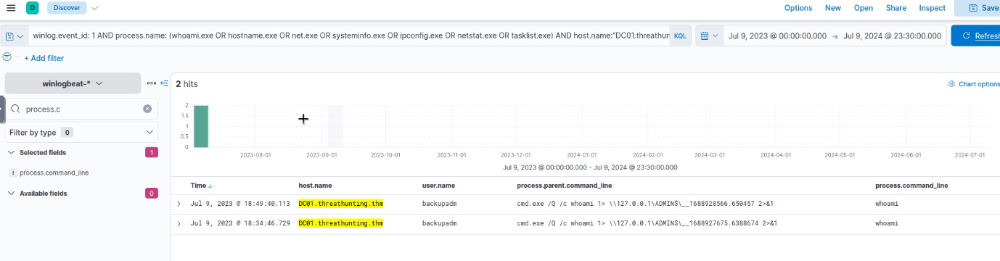 D Discover Options New Open Share Inspect Save
winlog.event_id: 1 AND process.name: (whoami.exe OR hostname.exe OR net.exe OR systeminfo.exe OR ipconfig.exe OR netstat.exe OR tasklist.exe) AND host.name:"DC01.threathun KQL Jul 9, 2023 @ 00:00:00.000 → Jul 9, 2024 @ 23:30:00.000 Refresh
+ Add filter
winlogbeat-*
2 hits
Chart options
process.c
Filter by type 0
Selected fields 1
t process.command_line
Available fields 0
2
1.5
1
0.5
0
2023-08-01 2023-09-01 2023-10-01 2023-11-01 2023-12-01 2024-01-01 2024-02-01 2024-03-01 2024-04-01 2024-05-01 2024-06-01 2024-07-01
Jul 9, 2023 @ 00:00:00.000 - Jul 9, 2024 @ 23:30:00.000
Time ↓ host.name user.name process.parent.command_line process.command_line
Jul 9, 2023 @ 18:49:40.113 DC01.threathunting.thm backupadm cmd.exe /Q /c whoami 1> \\127.0.0.1\ADMIN$\__1688928566.650457 2>&1 whoami
Jul 9, 2023 @ 18:34:46.729 DC01.threathunting.thm backupadm cmd.exe /Q /c whoami 1> \\127.0.0.1\ADMIN$\__1688927675.6388674 2>&1 whoami